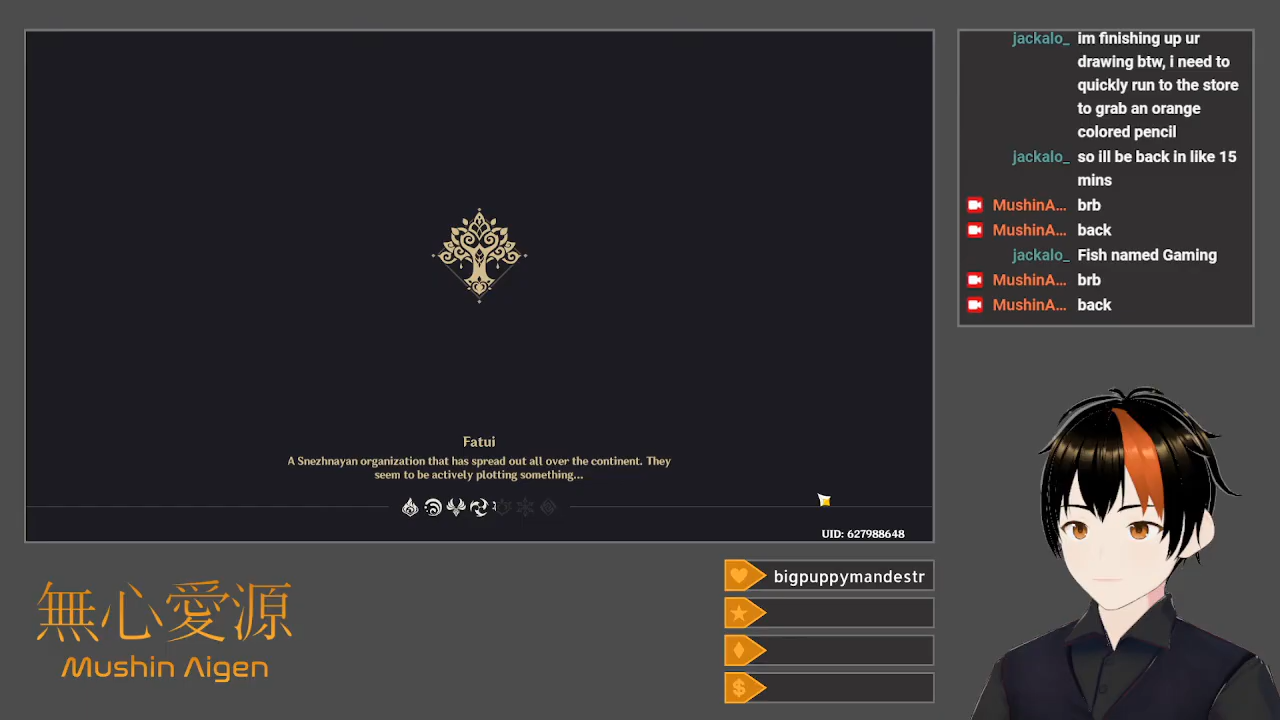 Fatui
A Snezhnayan organization that has spread out all over the continent. They
seem to be actively plotting something...
UID: 627988648
jackalo_ im finishing up ur
drawing btw, i need to
quickly run to the store
to grab an orange
colored pencil
jackalo_ so ill be back in like 15
mins
MushinA... brb
MushinA... back
jackalo_ Fish named Gaming
MushinA... brb
MushinA... back
無心愛源
Mushin Aigen
bigpuppymandestr